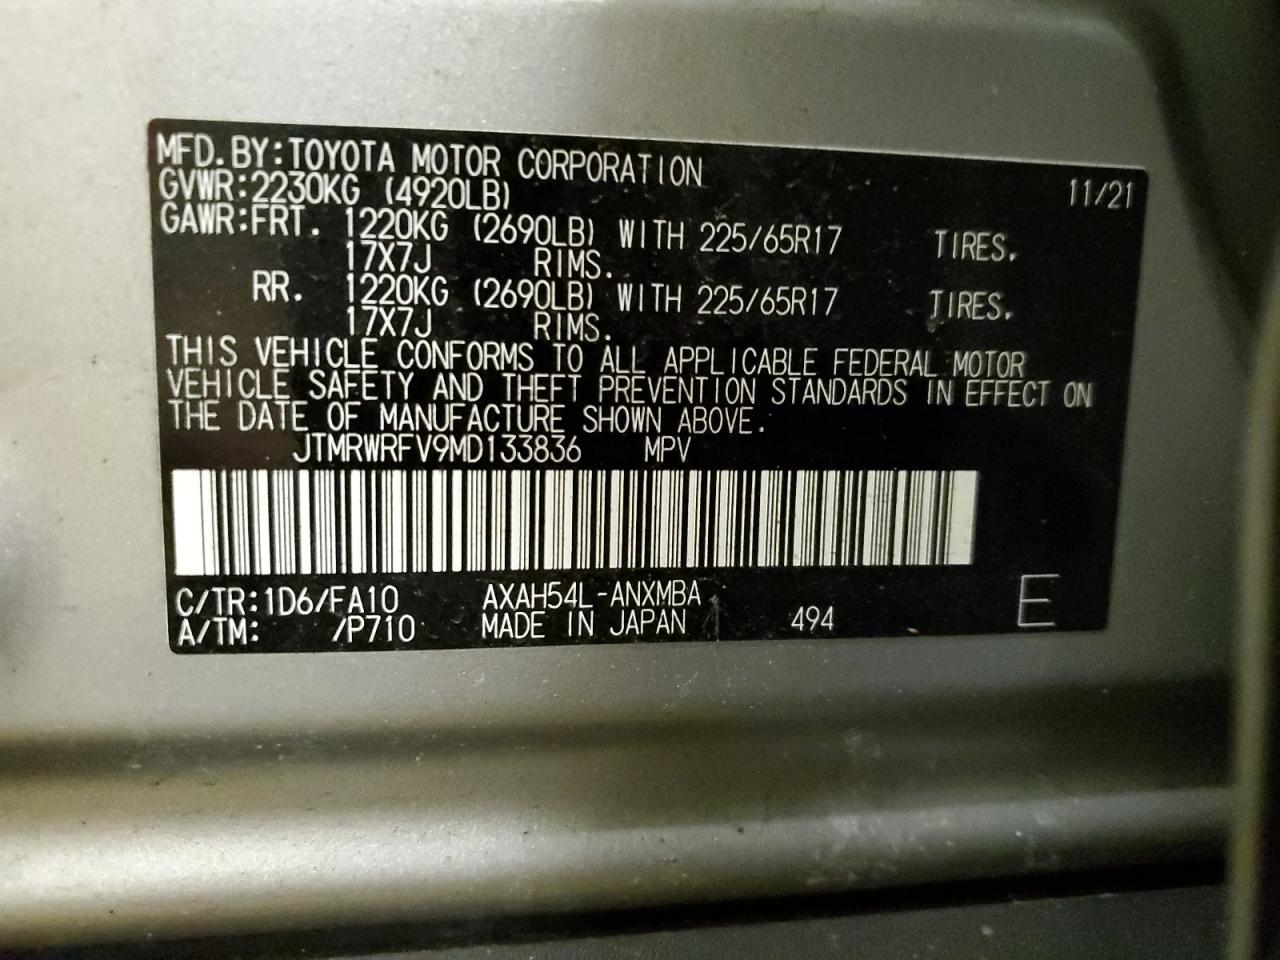 MFD.BY:TOYOTA MOTOR CORPORATION 11/21
GVWR:2230KG (4920LB)
GAWR:FRT. 1220KG (2690LB) WITH 225/65R17 TIRES.
17X7J RIMS.
RR. 1220KG (2690LB) WITH 225/65R17 TIRES.
17X7J RIMS.
THIS VEHICLE CONFORMS TO ALL APPLICABLE FEDERAL MOTOR
VEHICLE SAFETY AND THEFT PREVENTION STANDARDS IN EFFECT ON
THE DATE OF MANUFACTURE SHOWN ABOVE.
JTMRWRFV9MD133836 MPV
C/TR:1D6/FA10 AXAH54L-ANXMBA
A/TM: /P710 MADE IN JAPAN 494 E